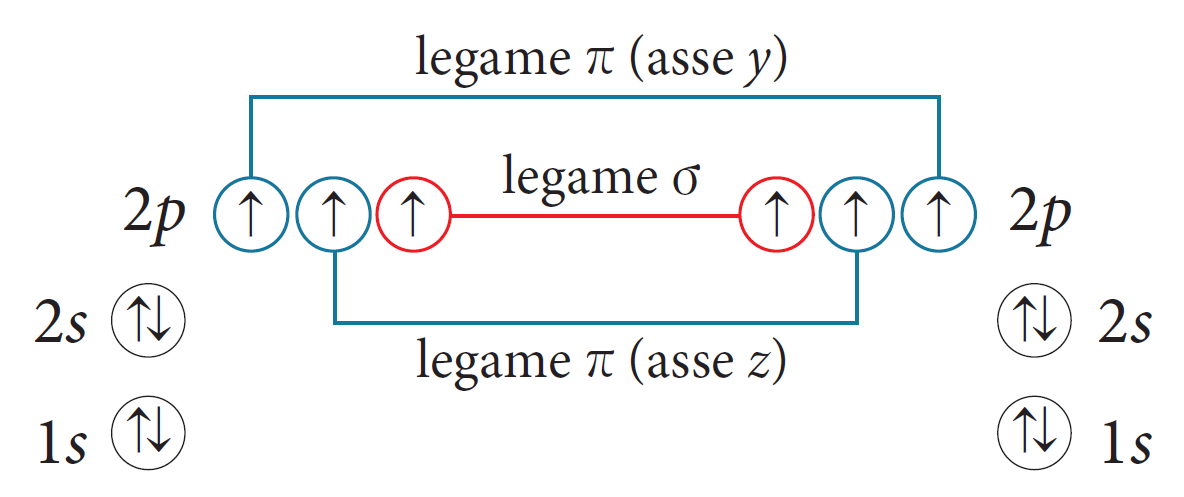 legame π (asse y)
legame σ
2p ↑ ↑ ↑ ↑ ↑ ↑ 2p
2s ↑↓ ↑↓ 2s
legame π (asse z)
1s ↑↓ ↑↓ 1s